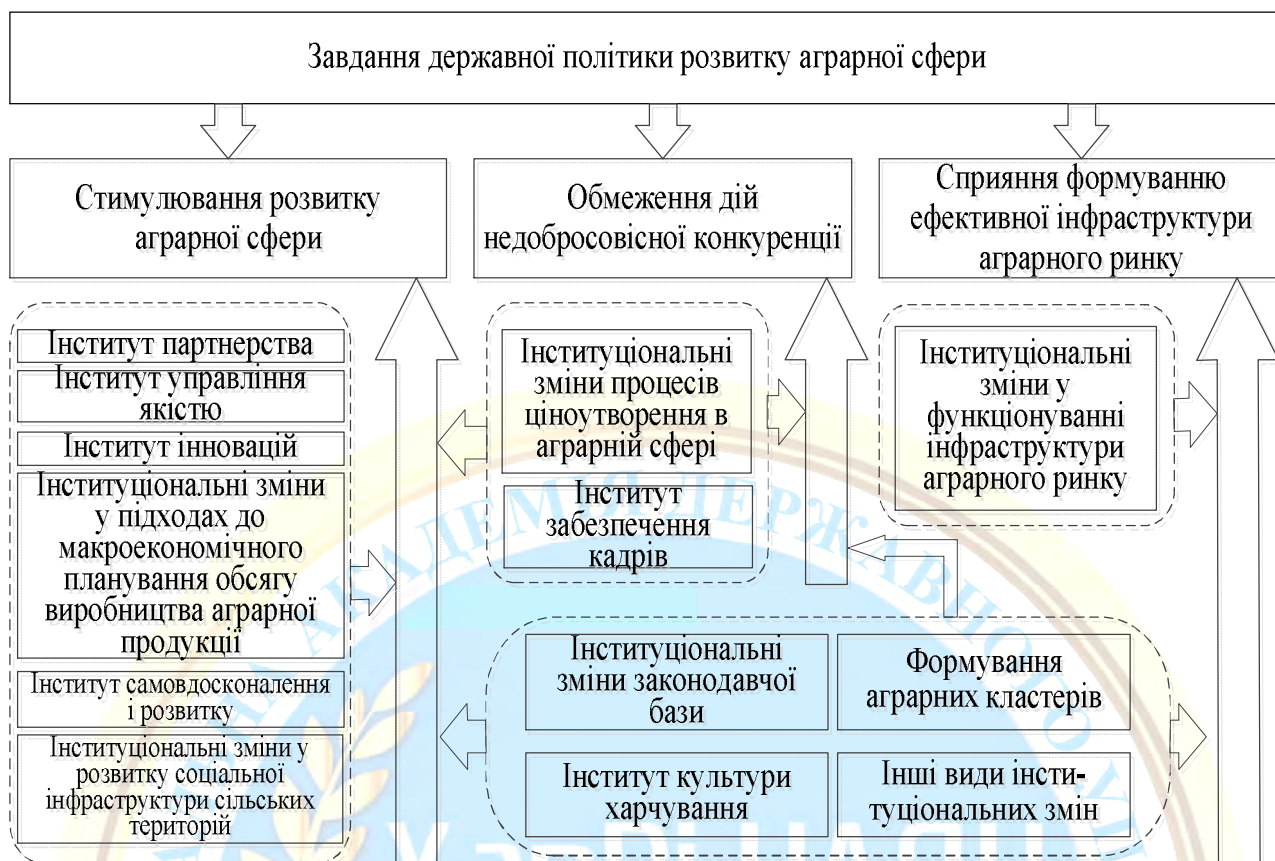 Завдання державної політики розвитку аграрної сфери
Стимулювання розвитку
аграрної сфери
Обмеження дій
недобросовісної конкуренції
Сприяння формуванню
ефективної інфраструктури
аграрного ринку
Інститут партнерства
Інститут управління
якістю
Інститут інновацій
Інституціональні зміни
у підходах до
макроекономічного
планування обсягу
виробництва аграрної
продукції
Інститут самовдосконалення
і розвитку
Інституціональні зміни у
розвитку соціальної
інфраструктури сільських
територій
Інституціональні
зміни процесів
ціноутворення в
аграрній сфері
Інститут
забезпечення
кадрів
Інституціональні
зміни у
функціонуванні
інфраструктури
аграрного ринку
Інституціональні
зміни законодавчої
бази
Формування
аграрних кластерів
Інститут культури
харчування
Інші види інсти-
туціональних змін
АКАДЕМІЯ ДЕРЖАВНОГО